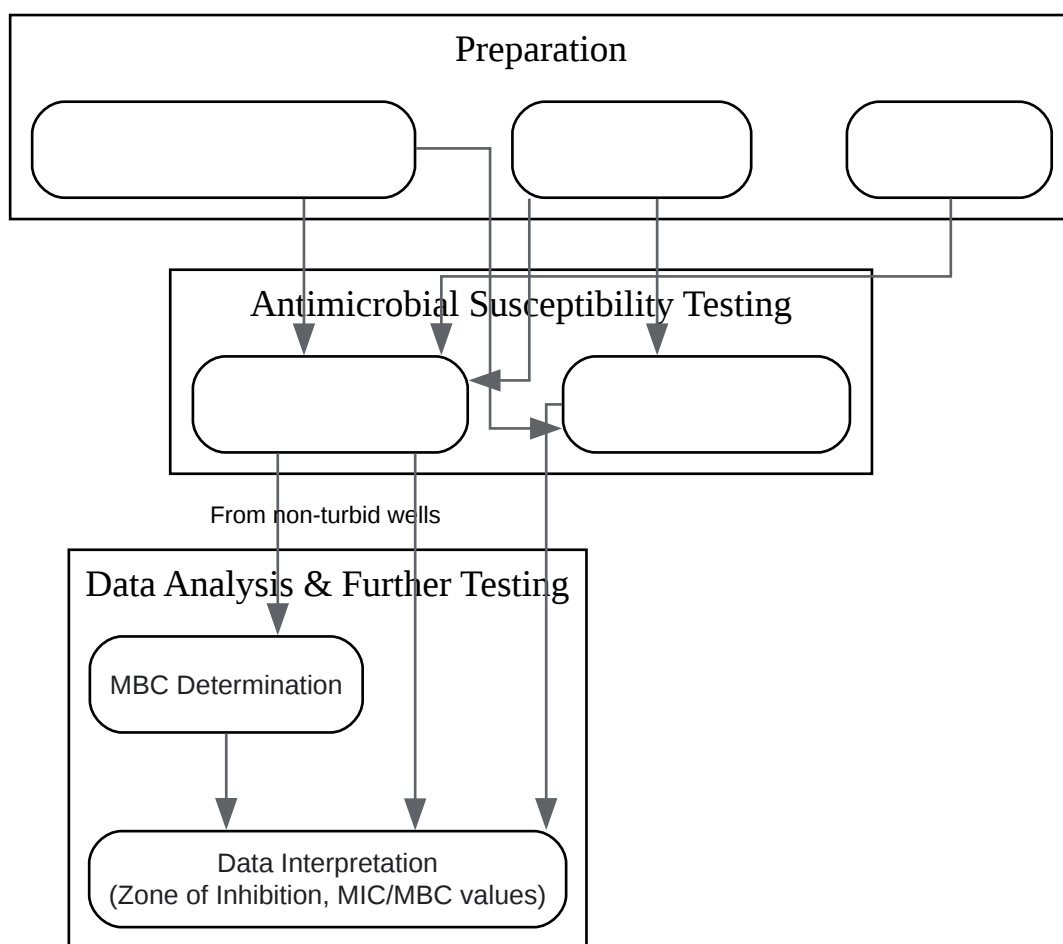 Preparation
Antimicrobial Susceptibility Testing
From non-turbid wells
Data Analysis & Further Testing
MBC Determination
Data Interpretation
(Zone of Inhibition, MIC/MBC values)